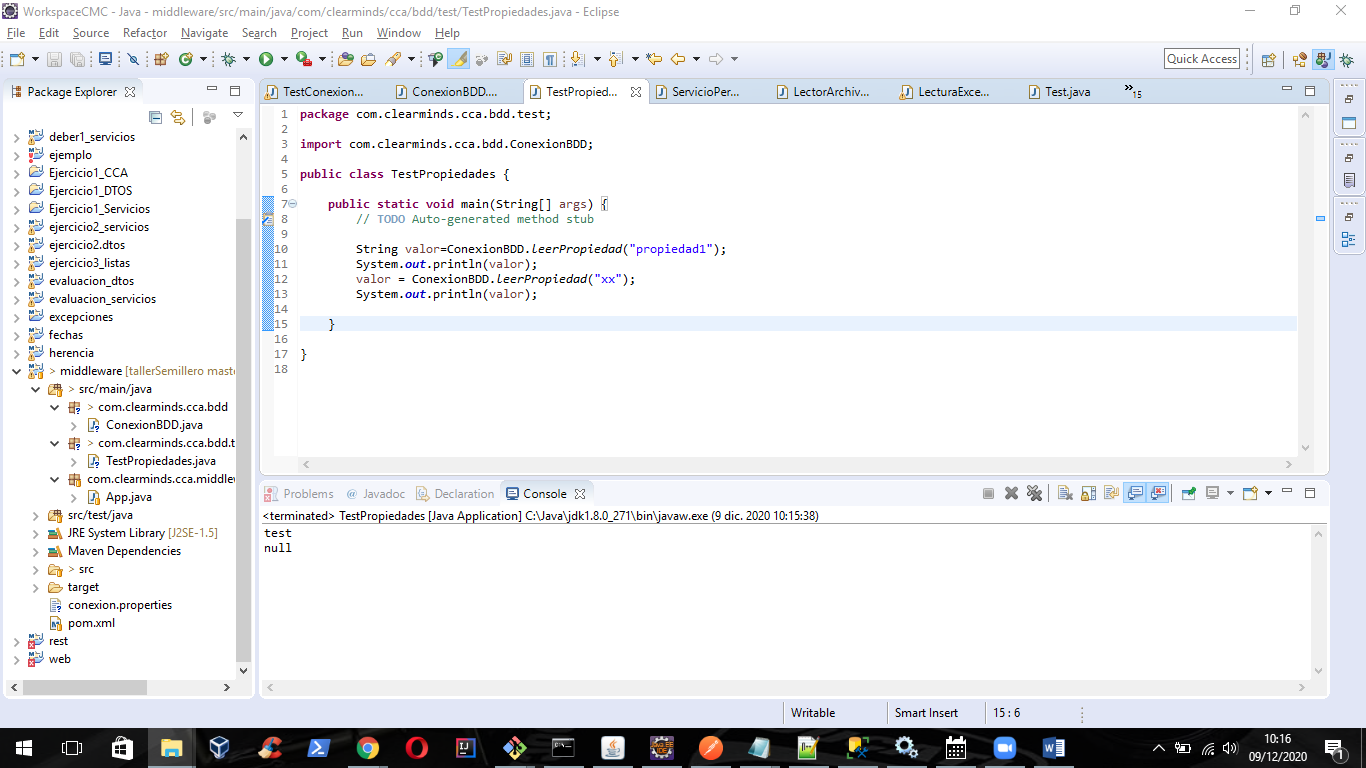 WorkspaceCMC - Java - middleware/src/main/java/com/clearminds/cca/bdd/test/TestPropiedades.java - Eclipse
File Edit Source Refactor Navigate Search Project Run Window Help
Quick Access
Package Explorer
deber1_servicios
ejemplo
Ejercicio1_CCA
Ejercicio1_DTOS
Ejercicio1_Servicios
ejercicio2_servicios
ejercicio2.dtos
ejercicio3_listas
evaluacion_dtos
evaluacion_servicios
excepciones
fechas
herencia
> middleware [tallerSemillero mast
> src/main/java
> com.clearminds.cca.bdd
ConexionBDD.java
> com.clearminds.cca.bdd.t
TestPropiedades.java
com.clearminds.cca.middlew
App.java
src/test/java
JRE System Library [J2SE-1.5]
Maven Dependencies
> src
target
conexion.properties
pom.xml
rest
web
TestConexion... ConexionBDD.... TestPropied... ServicioPer... LectorArchiv... LecturaExce... Test.java »15
1 package com.clearminds.cca.bdd.test;
2
3 import com.clearminds.cca.bdd.ConexionBDD;
4
5 public class TestPropiedades {
6
7 public static void main(String[] args) {
8 // TODO Auto-generated method stub
9
10 String valor=ConexionBDD.leerPropiedad("propiedad1");
11 System.out.println(valor);
12 valor = ConexionBDD.leerPropiedad("xx");
13 System.out.println(valor);
14
15 }
16
17 }
18
Problems @ Javadoc Declaration Console
<terminated> TestPropiedades [Java Application] C:\Java\jdk1.8.0_271\bin\javaw.exe (9 dic. 2020 10:15:38)
test
null
Writable Smart Insert 15 : 6
10:16
09/12/2020
1